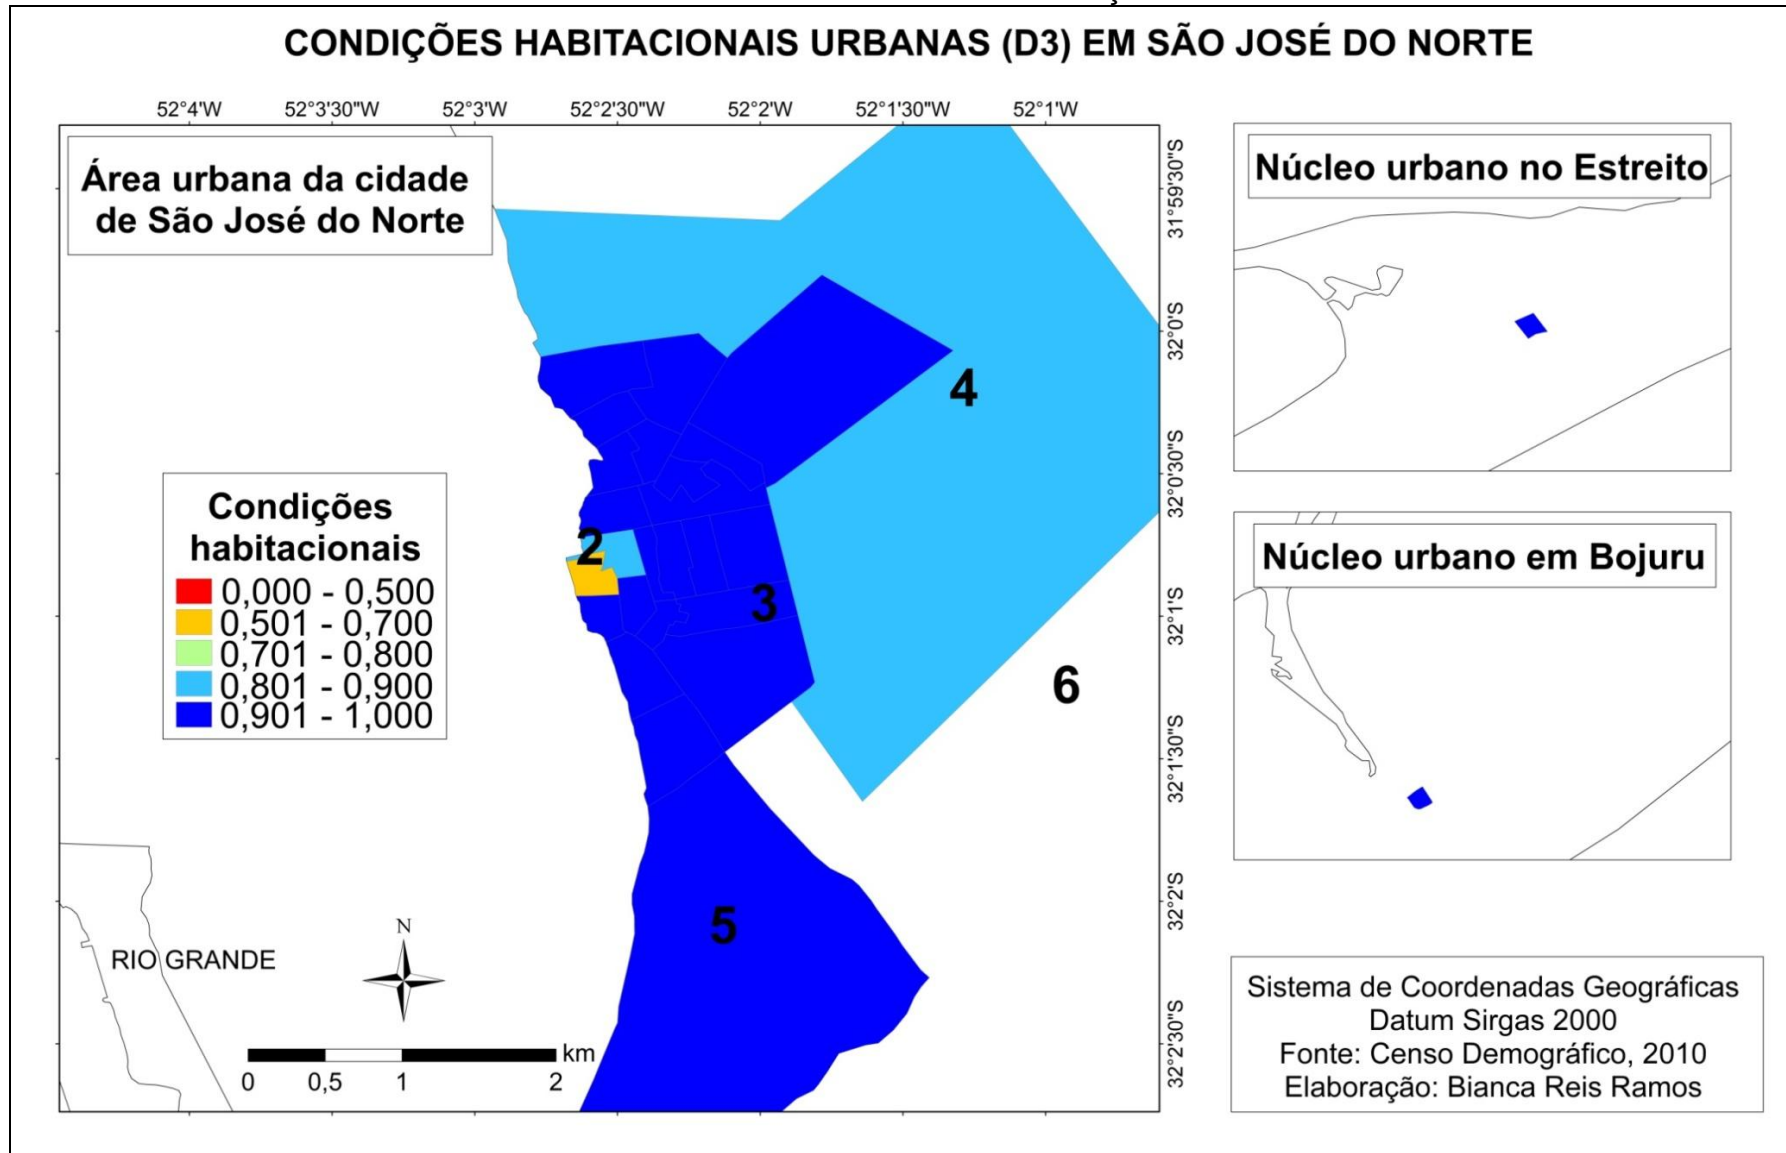 CONDIÇÕES HABITACIONAIS URBANAS (D3) EM SÃO JOSÉ DO NORTE
52°4'W 52°3'30"W 52°3'W 52°2'30"W 52°2'W 52°1'30"W 52°1'W
Área urbana da cidade
de São José do Norte
31°59'30"S
32°0'S
32°0'30"S
32°1'S
32°1'30"S
32°2'S
32°2'30"S
4
2
3
6
5
Condições
habitacionais
0,000 - 0,500
0,501 - 0,700
0,701 - 0,800
0,801 - 0,900
0,901 - 1,000
RIO GRANDE
N
km
0 0,5 1 2
Núcleo urbano no Estreito
Núcleo urbano em Bojuru
Sistema de Coordenadas Geográficas
Datum Sirgas 2000
Fonte: Censo Demográfico, 2010
Elaboração: Bianca Reis Ramos